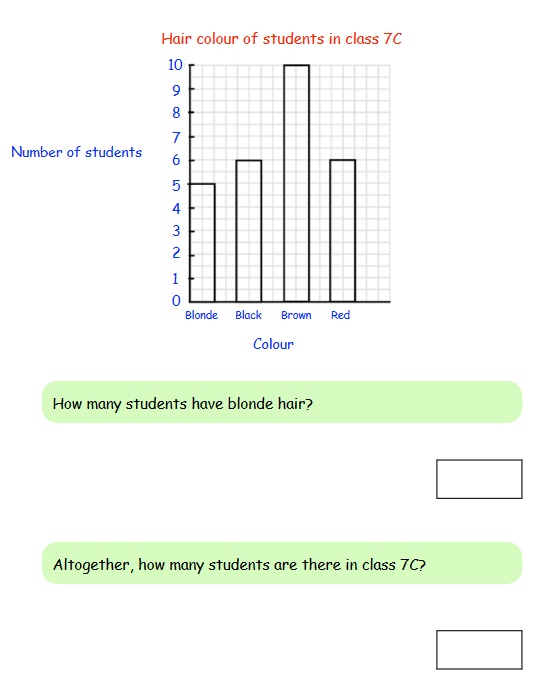 Hair colour of students in class 7C
10
9
8
7
Number of students
6
5
4
3
2
1
0
Blonde Black Brown Red
Colour
How many students have blonde hair?
Altogether, how many students are there in class 7C?